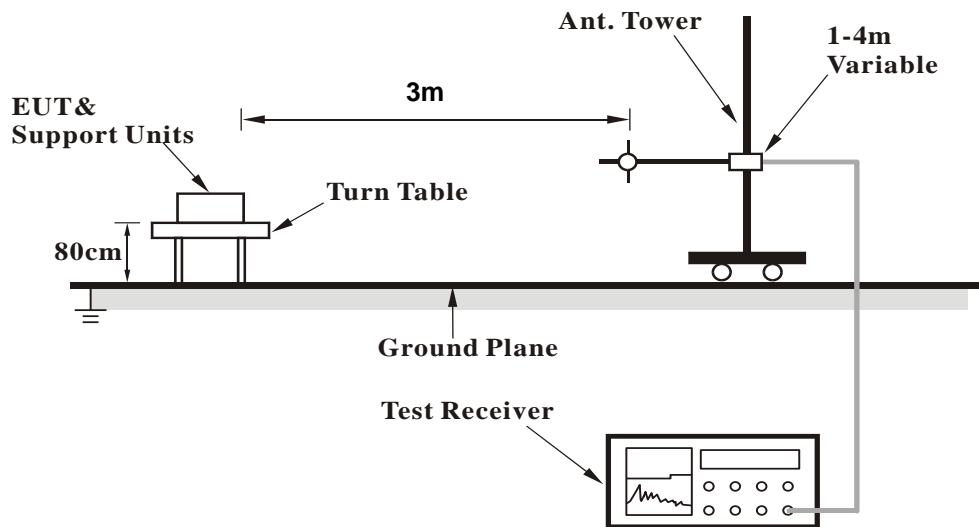 Ant. Tower
1-4m
Variable
3m
EUT&
Support Units
Turn Table
80cm
Ground Plane
Test Receiver